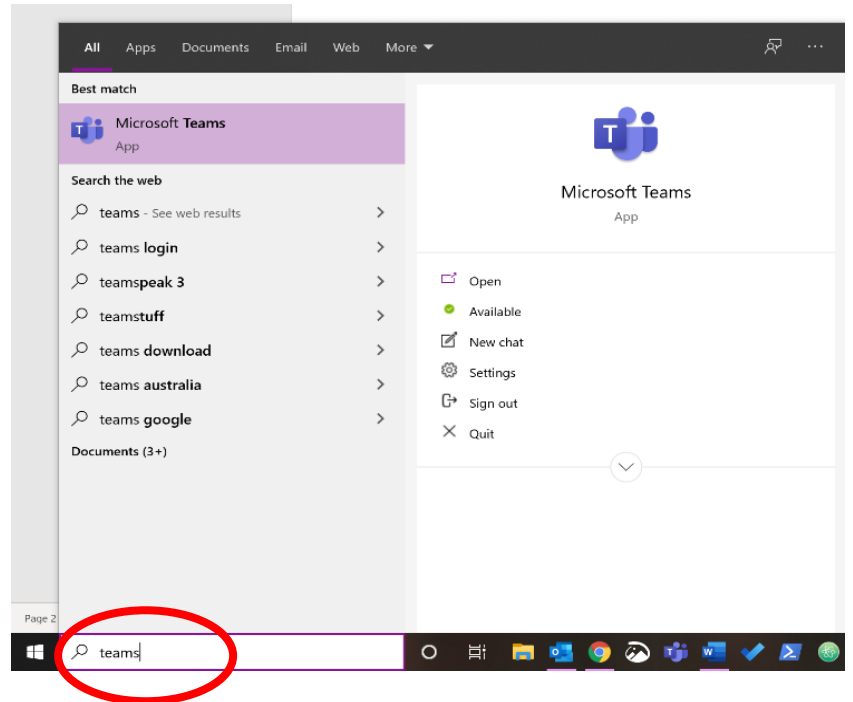 All Apps Documents Email Web More
Best match
Microsoft Teams
App
Search the web
teams - See web results
teams login
teamspeak 3
teamstuff
teams download
teams australia
teams google
Documents (3+)
T
Microsoft Teams
App
Open
Available
New chat
Settings
Sign out
Quit
Page 2
teams